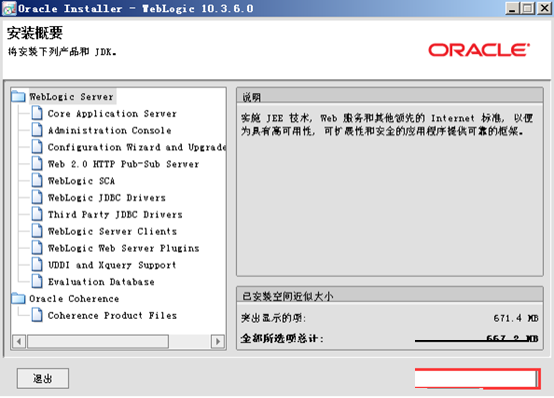 Oracle Installer - WebLogic 10.3.6.0
安装概要
将安装下列产品和 JDK。
ORACLE
WebLogic Server
Core Application Server
Administration Console
Configuration Wizard and Upgrade
Web 2.0 HTTP Pub-Sub Server
WebLogic SCA
WebLogic JDBC Drivers
Third Party JDBC Drivers
WebLogic Server Clients
WebLogic Web Server Plugins
UDDI and Xquery Support
Evaluation Database
Oracle Coherence
Coherence Product Files
说明
实施 JEE 技术, Web 服务和其他领先的 Internet 标准, 以便
为具有高可用性, 可扩展性和安全的应用程序提供可靠的框架。
已安装空间近似大小
突出显示的项: 671.4 MB
全部所选项总计: 667.2 MB
退出